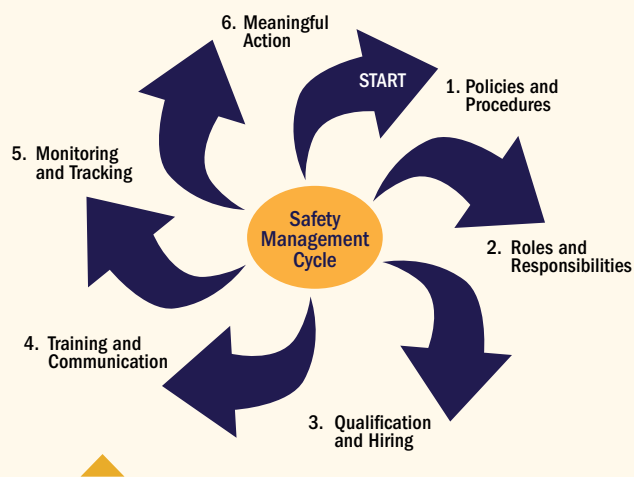 START
1. Policies and
Procedures
2. Roles and
Responsibilities
3. Qualification
and Hiring
4. Training and
Communication
5. Monitoring
and Tracking
6. Meaningful
Action
Safety
Management
Cycle